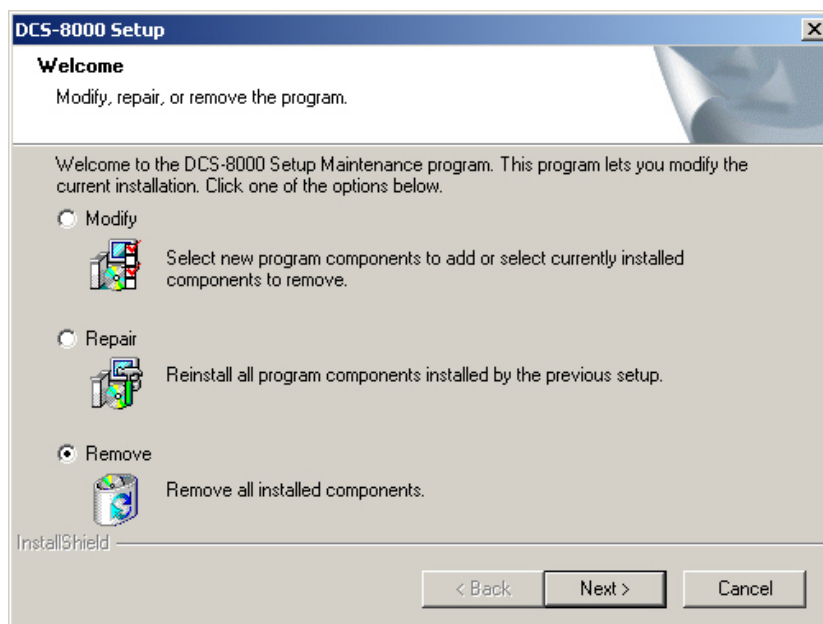 DCS-8000 Setup
Welcome
Modify, repair, or remove the program.
Welcome to the DCS-8000 Setup Maintenance program. This program lets you modify the
current installation. Click one of the options below.
Modify
Select new program components to add or select currently installed
components to remove.
Repair
Reinstall all program components installed by the previous setup.
Remove
Remove all installed components.
InstallShield
< Back
Next >
Cancel